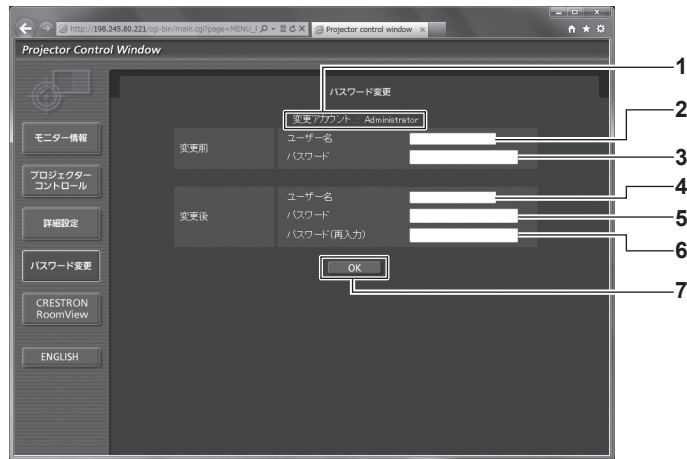 http://198.245.80.221/cgi-bin/main.cgi?page=MENU_I
Projector control window
Projector Control Window
パスワード変更
変更アカウント : Administrator
変更前
ユーザー名
パスワード
変更後
ユーザー名
パスワード
パスワード(再入力)
OK
モニター情報
プロジェクター
コントロール
詳細設定
パスワード変更
CRESTRON
RoomView
ENGLISH
1
2
3
4
5
6
7